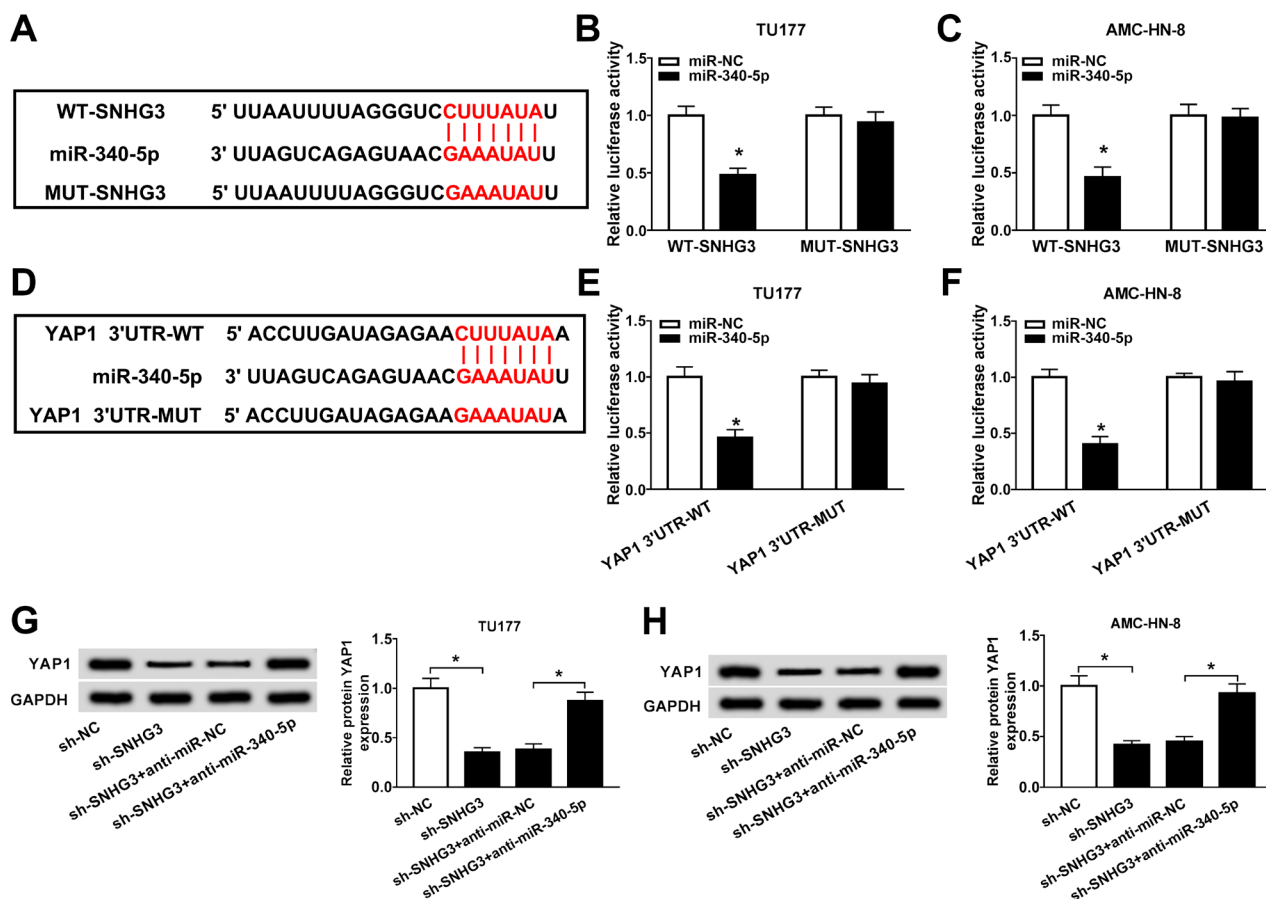 A
WT-SNHG3 5' UUAAUUUUAGGGUCCUUUAUAU
miR-340-5p 3' UUAGUCAGAGUAACGAAAUAUU
MUT-SNHG3 5' UUAAUUUUAGGGUCGAAAUAUU
B
TU177
Relative luciferase activity
miR-NC
miR-340-5p
1.5
1.0
0.5
0.0
*
WT-SNHG3 MUT-SNHG3
C
AMC-HN-8
Relative luciferase activity
miR-NC
miR-340-5p
1.5
1.0
0.5
0.0
*
WT-SNHG3 MUT-SNHG3
D
YAP1 3'UTR-WT 5' ACCUUGAUAGAGAACUUUAUAA
miR-340-5p 3' UUAGUCAGAGUAACGAAAUAUU
YAP1 3'UTR-MUT 5' ACCUUGAUAGAGAAGAAAUAUA
E
TU177
Relative luciferase activity
miR-NC
miR-340-5p
1.5
1.0
0.5
0.0
*
YAP1 3'UTR-WT
YAP1 3'UTR-MUT
F
AMC-HN-8
Relative luciferase activity
miR-NC
miR-340-5p
1.5
1.0
0.5
0.0
*
YAP1 3'UTR-WT
YAP1 3'UTR-MUT
G
YAP1
GAPDH
sh-NC
sh-SNHG3
sh-SNHG3+anti-miR-NC
sh-SNHG3+anti-miR-340-5p
TU177
Relative protein YAP1
expression
1.5
1.0
0.5
0.0
*
*
sh-NC
sh-SNHG3
sh-SNHG3+anti-miR-NC
sh-SNHG3+anti-miR-340-5p
H
YAP1
GAPDH
sh-NC
sh-SNHG3
sh-SNHG3+anti-miR-NC
sh-SNHG3+anti-miR-340-5p
AMC-HN-8
Relative protein YAP1
expression
1.5
1.0
0.5
0.0
*
*
sh-NC
sh-SNHG3
sh-SNHG3+anti-miR-NC
sh-SNHG3+anti-miR-340-5p